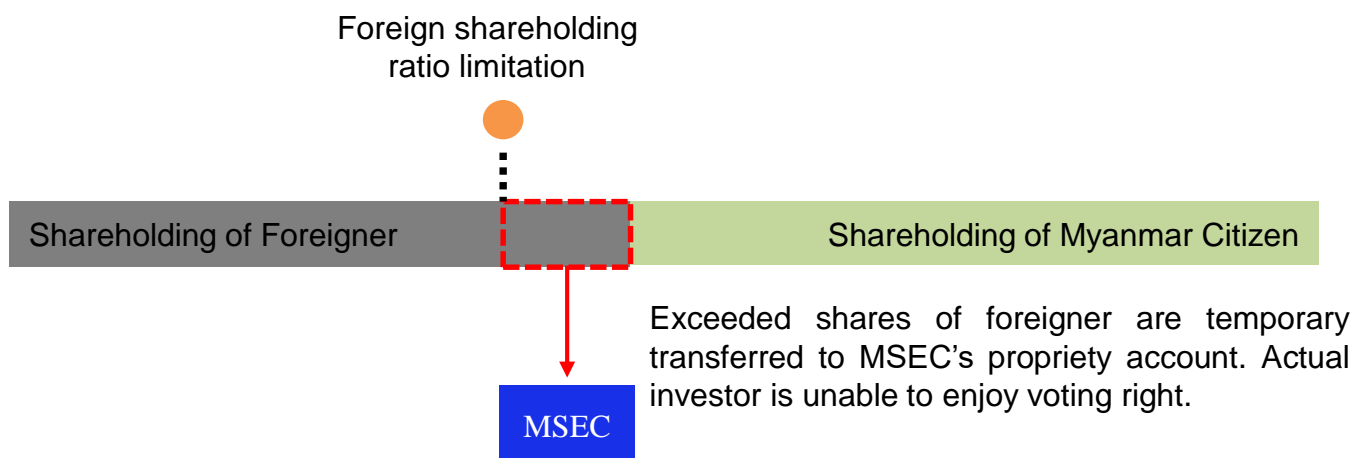 Foreign shareholding
ratio limitation
Shareholding of Foreigner
Shareholding of Myanmar Citizen
Exceeded shares of foreigner are temporary
transferred to MSEC’s propriety account. Actual
investor is unable to enjoy voting right.
MSEC